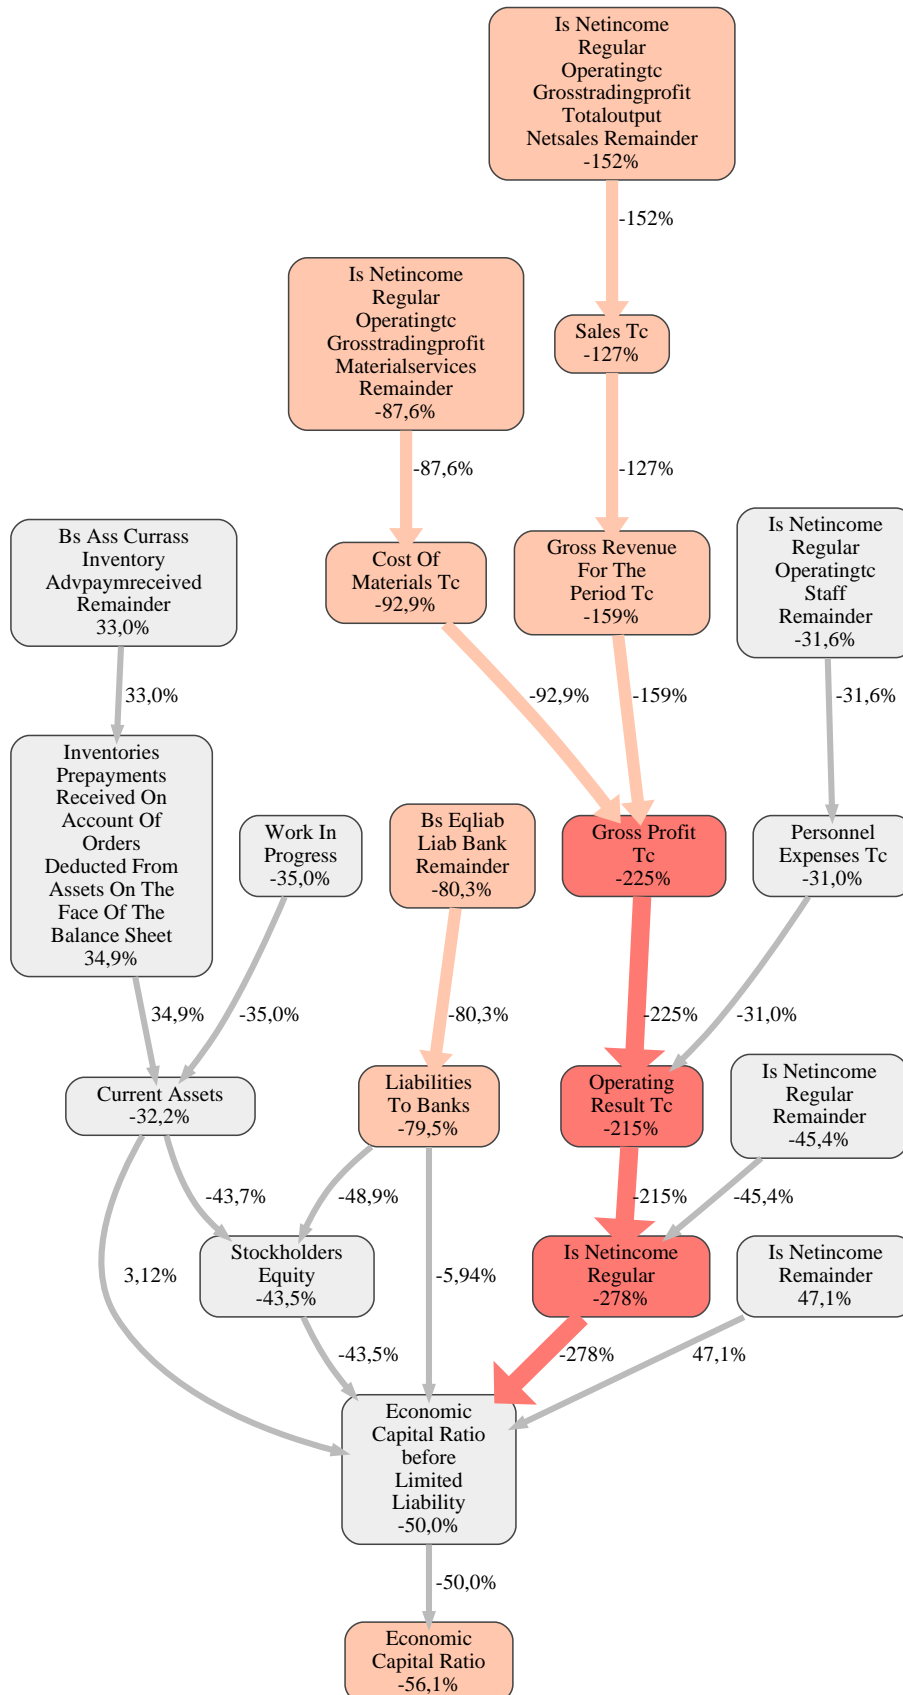 Is Netincome
Regular
Operatingtc
Grosstradingprofit
Totaloutput
Netsales Remainder
-152%
-152%
Is Netincome
Regular
Operatingtc
Grosstradingprofit
Materialservices
Remainder
-87,6%
Sales Tc
-127%
-87,6%
-127%
Bs Ass Currass
Inventory
Advpaymreceived
Remainder
33,0%
Cost Of
Materials Tc
-92,9%
Gross Revenue
For The
Period Tc
-159%
Is Netincome
Regular
Operatingtc
Staff
Remainder
-31,6%
33,0%
-92,9%
-159%
-31,6%
Inventories
Prepayments
Received On
Account Of
Orders
Deducted From
Assets On The
Face Of The
Balance Sheet
34,9%
Work In
Progress
-35,0%
Bs Eqliab
Liab Bank
Remainder
-80,3%
Gross Profit
Tc
-225%
Personnel
Expenses Tc
-31,0%
34,9%
-35,0%
-80,3%
-225%
-31,0%
Current Assets
-32,2%
Liabilities
To Banks
-79,5%
Operating
Result Tc
-215%
Is Netincome
Regular
Remainder
-45,4%
-43,7%
-48,9%
-215%
-45,4%
3,12%
Stockholders
Equity
-43,5%
-5,94%
Is Netincome
Regular
-278%
Is Netincome
Remainder
47,1%
-43,5%
-278%
47,1%
Economic
Capital Ratio
before
Limited
Liability
-50,0%
-50,0%
Economic
Capital Ratio
-56,1%